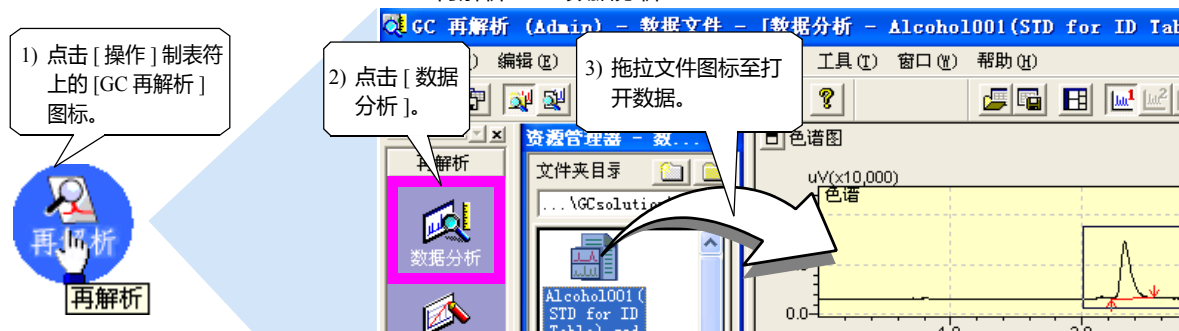 1) 点击 [ 操作 ] 制表符
上的 [GC 再解析 ]
图标。
再解析
再解析
2) 点击 [ 数据
分析 ]。
3) 拖拉文件图标至打
开数据。
GC 再解析 (Admin) - 数据文件 - [数据分析 - Alcohol001(STD for ID Tab
编辑(E) 工具(T) 窗口(W) 帮助(H)
再解析
数据分析
资源管理器 - 数...
文件夹目录
...\GCsolution
Alcohol001(
STD for ID
色谱图
uV(x10,000)
色谱
0.0